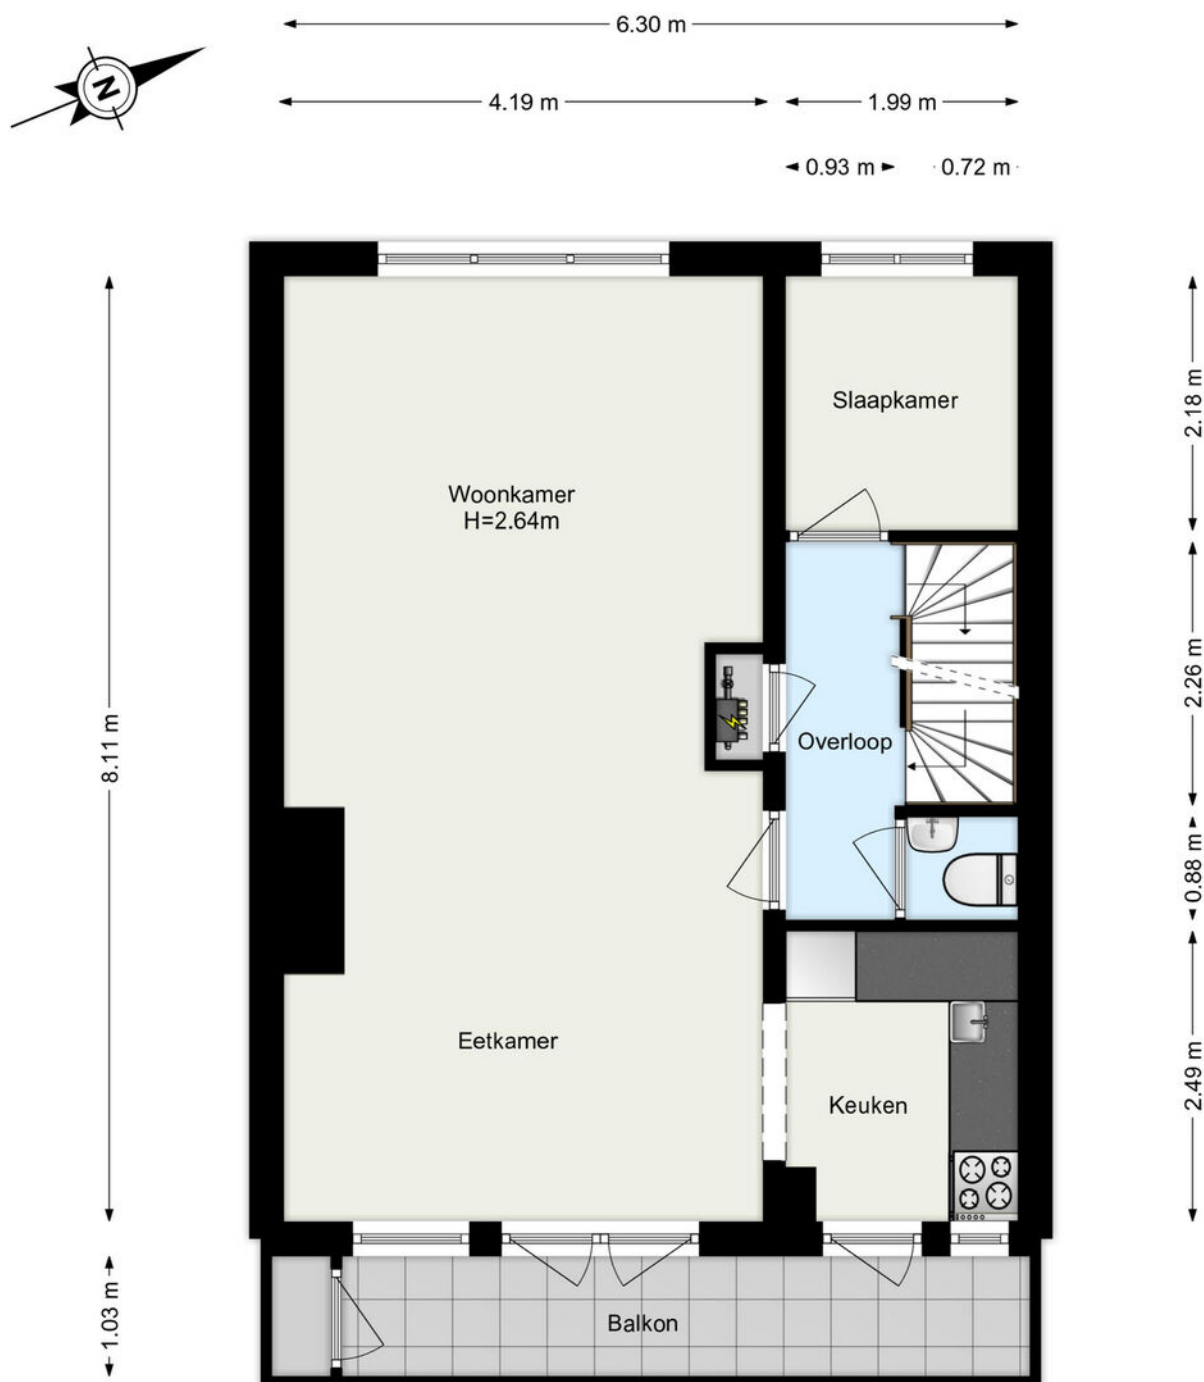 6.30 m
4.19 m
1.99 m
0.93 m
0.72 m
N
Slaapkamer
2.18 m
Woonkamer
H=2.64m
2.26 m
8.11 m
Overloop
0.88 m
Eetkamer
Keuken
2.49 m
1.03 m
Balkon